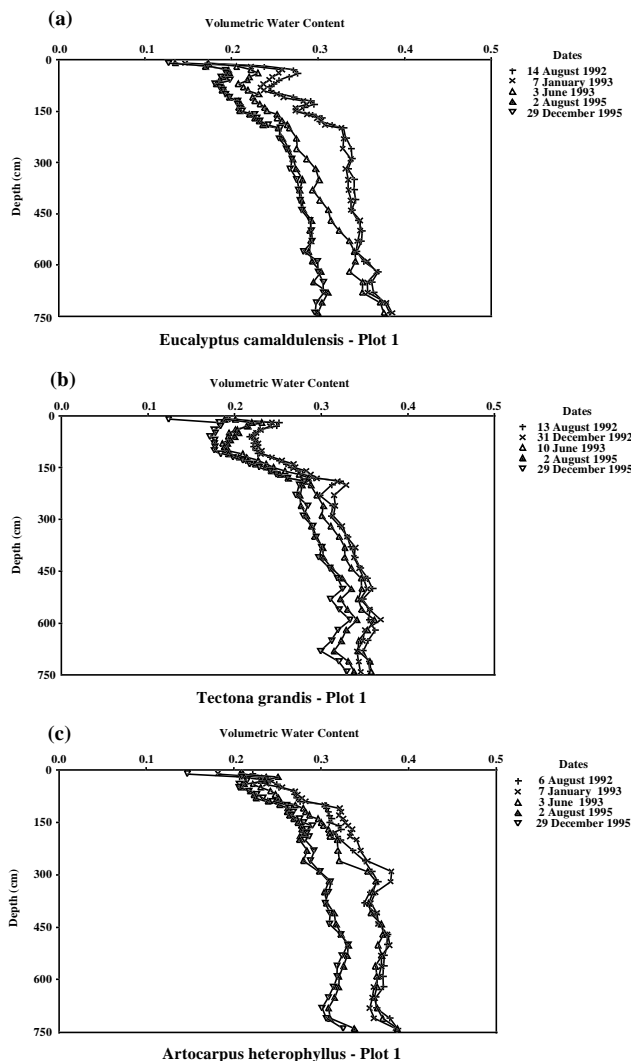 (a)
Volumetric Water Content
0.0 0.1 0.2 0.3 0.4 0.5
0
150
300
450
600
750
Depth (cm)
Dates
14 August 1992
7 January 1993
3 June 1993
2 August 1995
29 December 1995
Eucalyptus camaldulensis - Plot 1
(b)
Volumetric Water Content
0.0 0.1 0.2 0.3 0.4 0.5
0
150
300
450
600
750
Depth (cm)
Dates
13 August 1992
31 December 1992
10 June 1993
2 August 1995
29 December 1995
Tectona grandis - Plot 1
(c)
Volumetric Water Content
0.0 0.1 0.2 0.3 0.4 0.5
0
150
300
450
600
750
Depth (cm)
Dates
6 August 1992
7 January 1993
3 June 1993
2 August 1995
29 December 1995
Artocarpus heterophyllus - Plot 1